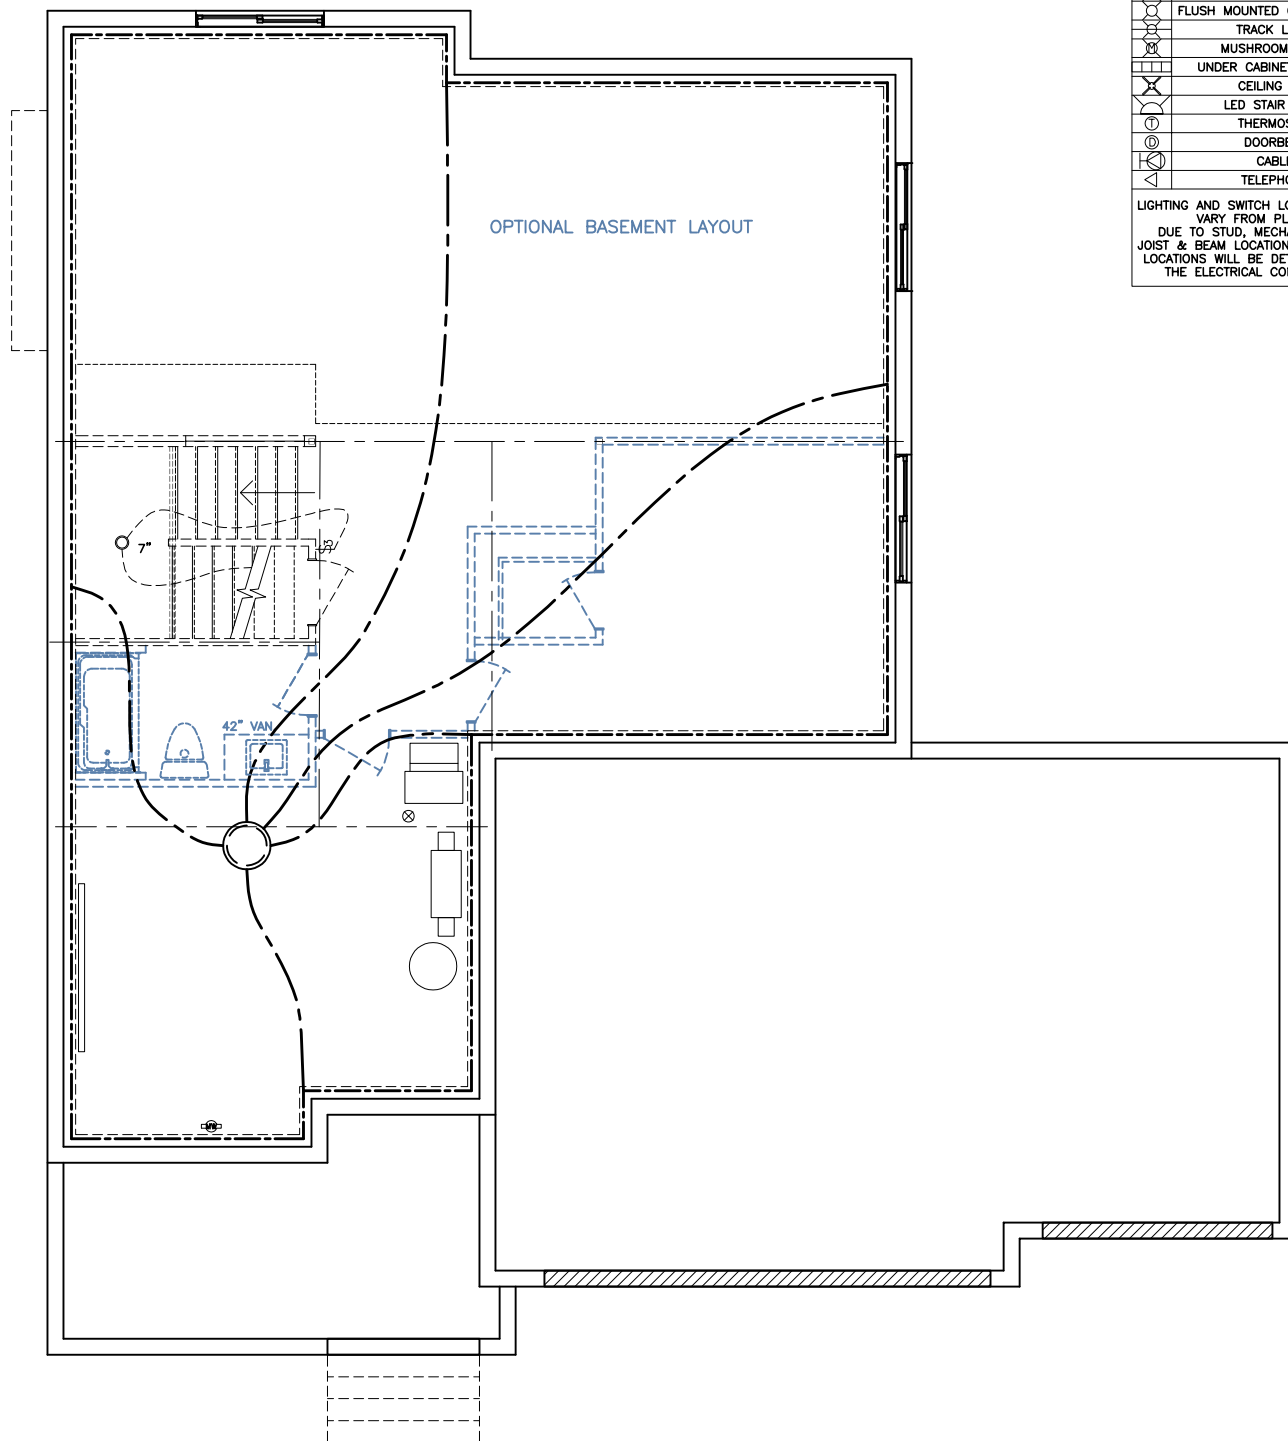 FLUSH MOUNTED
TRACK L
MUSHROOM
M
UNDER CABINE
CEILING
LED STAIR
T THERMOS
D DOORBE
CABL
TELEPHO
LIGHTING AND SWITCH LO
VARY FROM PL
DUE TO STUD, MECHA
JOIST & BEAM LOCATION
LOCATIONS WILL BE DET
THE ELECTRICAL CO
OPTIONAL BASEMENT LAYOUT
7"
42" VAN